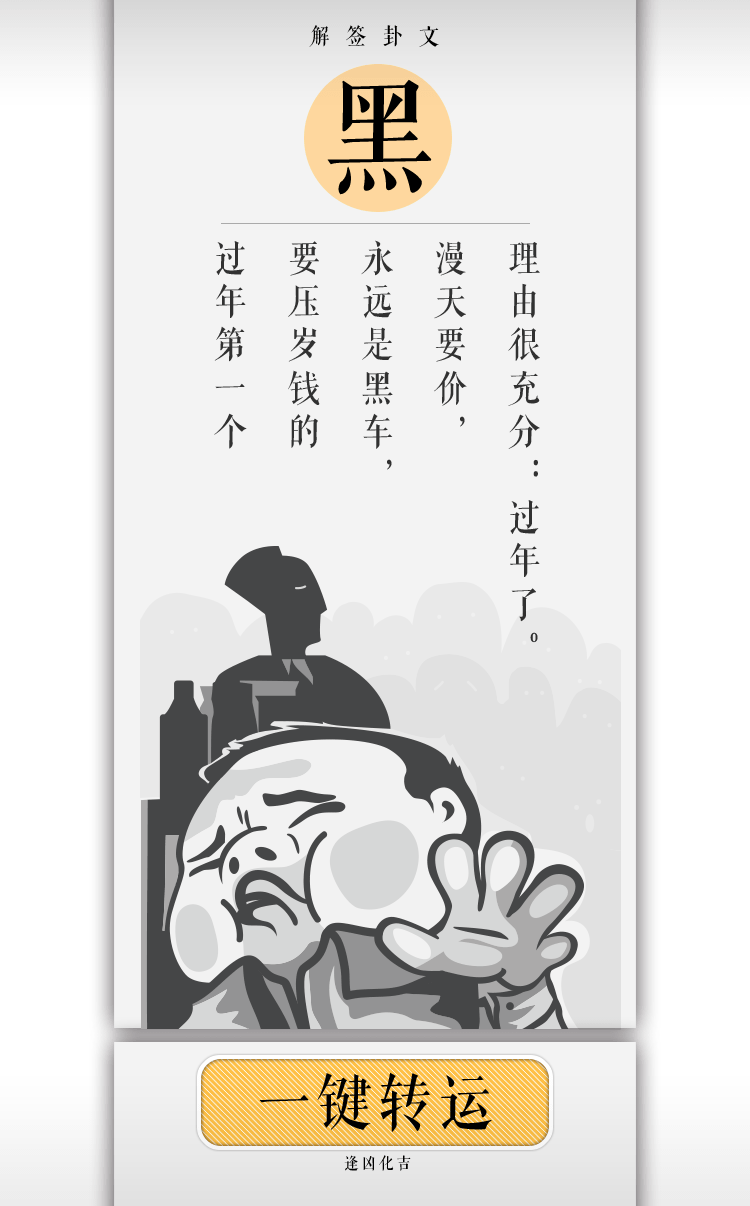 解签卦文
黑
过年第一个
要压岁钱的
永远是黑车，
漫天要价，
理由很充分：过年了。
一键转运
逢凶化吉